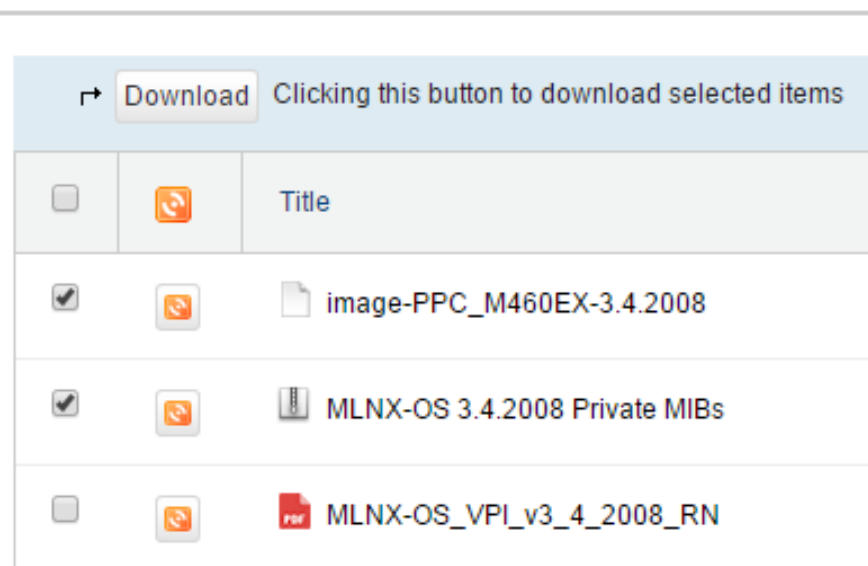 Download Clicking this button to download selected items
Title
image-PPC_M460EX-3.4.2008
MLNX-OS 3.4.2008 Private MIBs
PDF MLNX-OS_VPI_v3_4_2008_RN